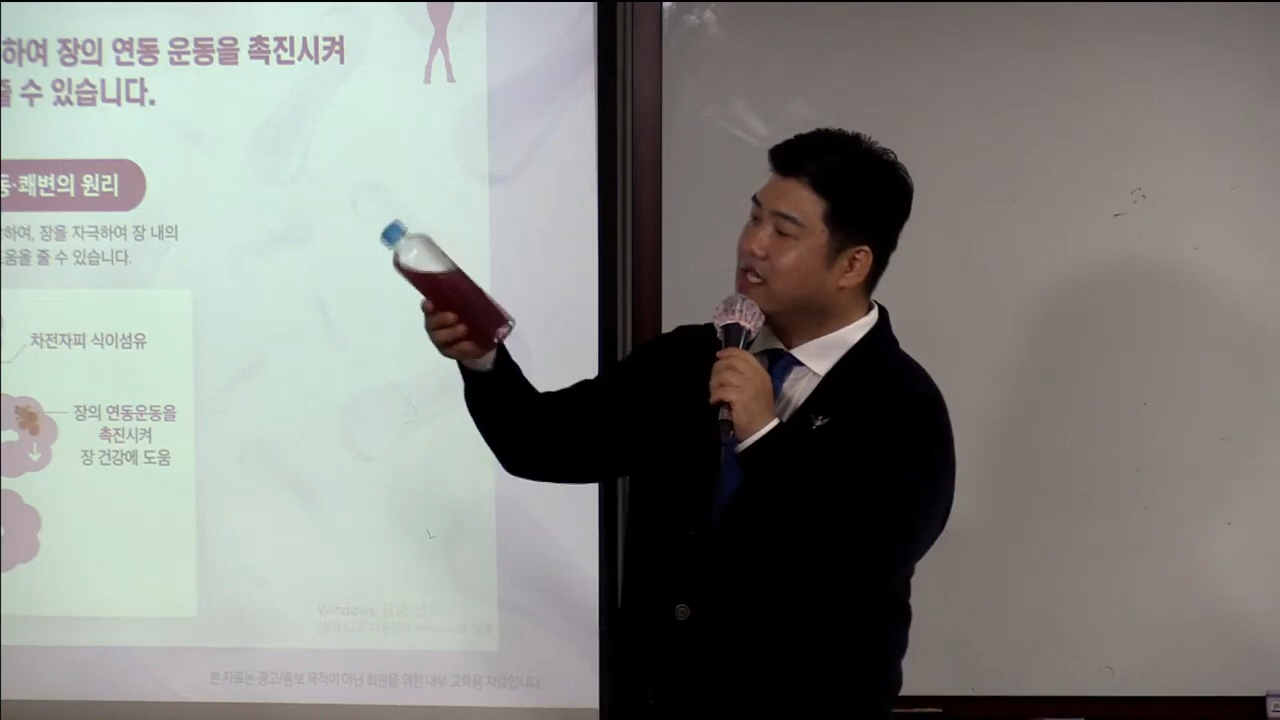 하여 장의 연동 운동을 촉진시켜
줄 수 있습니다.
동·쾌변의 원리
하여, 장을 자극하여 장 내의
도움을 줄 수 있습니다.
차전자피 식이섬유
장의 연동운동을
촉진시켜
장 건강에 도움
Windows
본 자료는 광고/홍보 목적이 아닌 회원을 위한 내부 교육용 자료입니다.